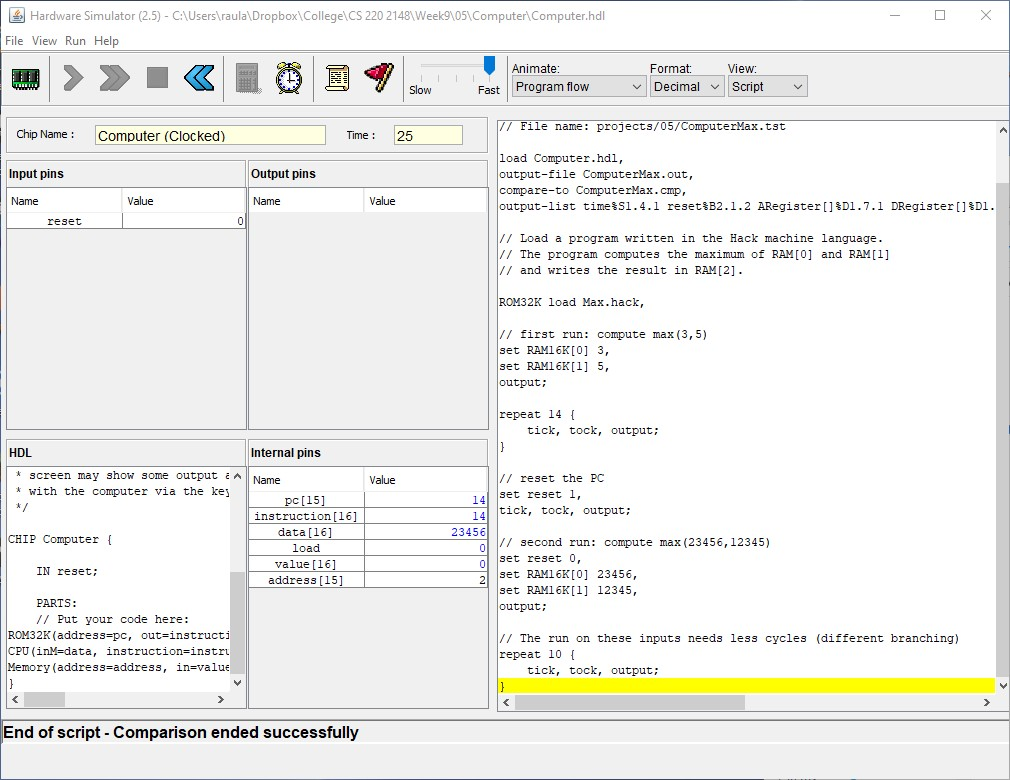 Hardware Simulator (2.5) - C:\Users\raula\Dropbox\College\CS 220 2148\Week9\05\Computer\Computer.hdl
File View Run Help
Slow Fast
Animate: Format: View:
Program flow Decimal Script
Chip Name : Computer (Clocked) Time : 25
Input pins
Name Value
reset 0
Output pins
Name Value
HDL
* screen may show some output a
* with the computer via the key
*/
CHIP Computer {
IN reset;
PARTS:
// Put your code here:
ROM32K(address=pc, out=instructi
CPU(inM=data, instruction=instru
Memory(address=address, in=value
}
Internal pins
Name Value
pc[15] 14
instruction[16] 14
data[16] 23456
load 0
value[16] 0
address[15] 2
// File name: projects/05/ComputerMax.tst
load Computer.hdl,
output-file ComputerMax.out,
compare-to ComputerMax.cmp,
output-list time%S1.4.1 reset%B2.1.2 ARegister[]%D1.7.1 DRegister[]%D1.
// Load a program written in the Hack machine language.
// The program computes the maximum of RAM[0] and RAM[1]
// and writes the result in RAM[2].
ROM32K load Max.hack,
// first run: compute max(3,5)
set RAM16K[0] 3,
set RAM16K[1] 5,
output;
repeat 14 {
tick, tock, output;
}
// reset the PC
set reset 1,
tick, tock, output;
// second run: compute max(23456,12345)
set reset 0,
set RAM16K[0] 23456,
set RAM16K[1] 12345,
output;
// The run on these inputs needs less cycles (different branching)
repeat 10 {
tick, tock, output;
}
End of script - Comparison ended successfully